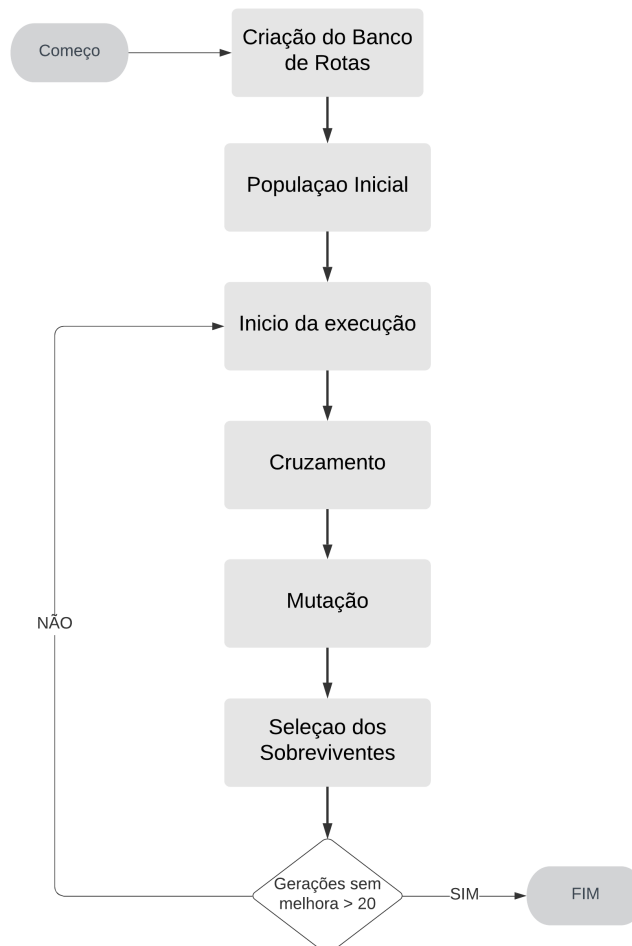 Começo
Criação do Banco
de Rotas
Populaçao Inicial
Inicio da execução
Cruzamento
Mutação
NÃO
Seleçao dos
Sobreviventes
Gerações sem
melhora > 20
SIM
FIM